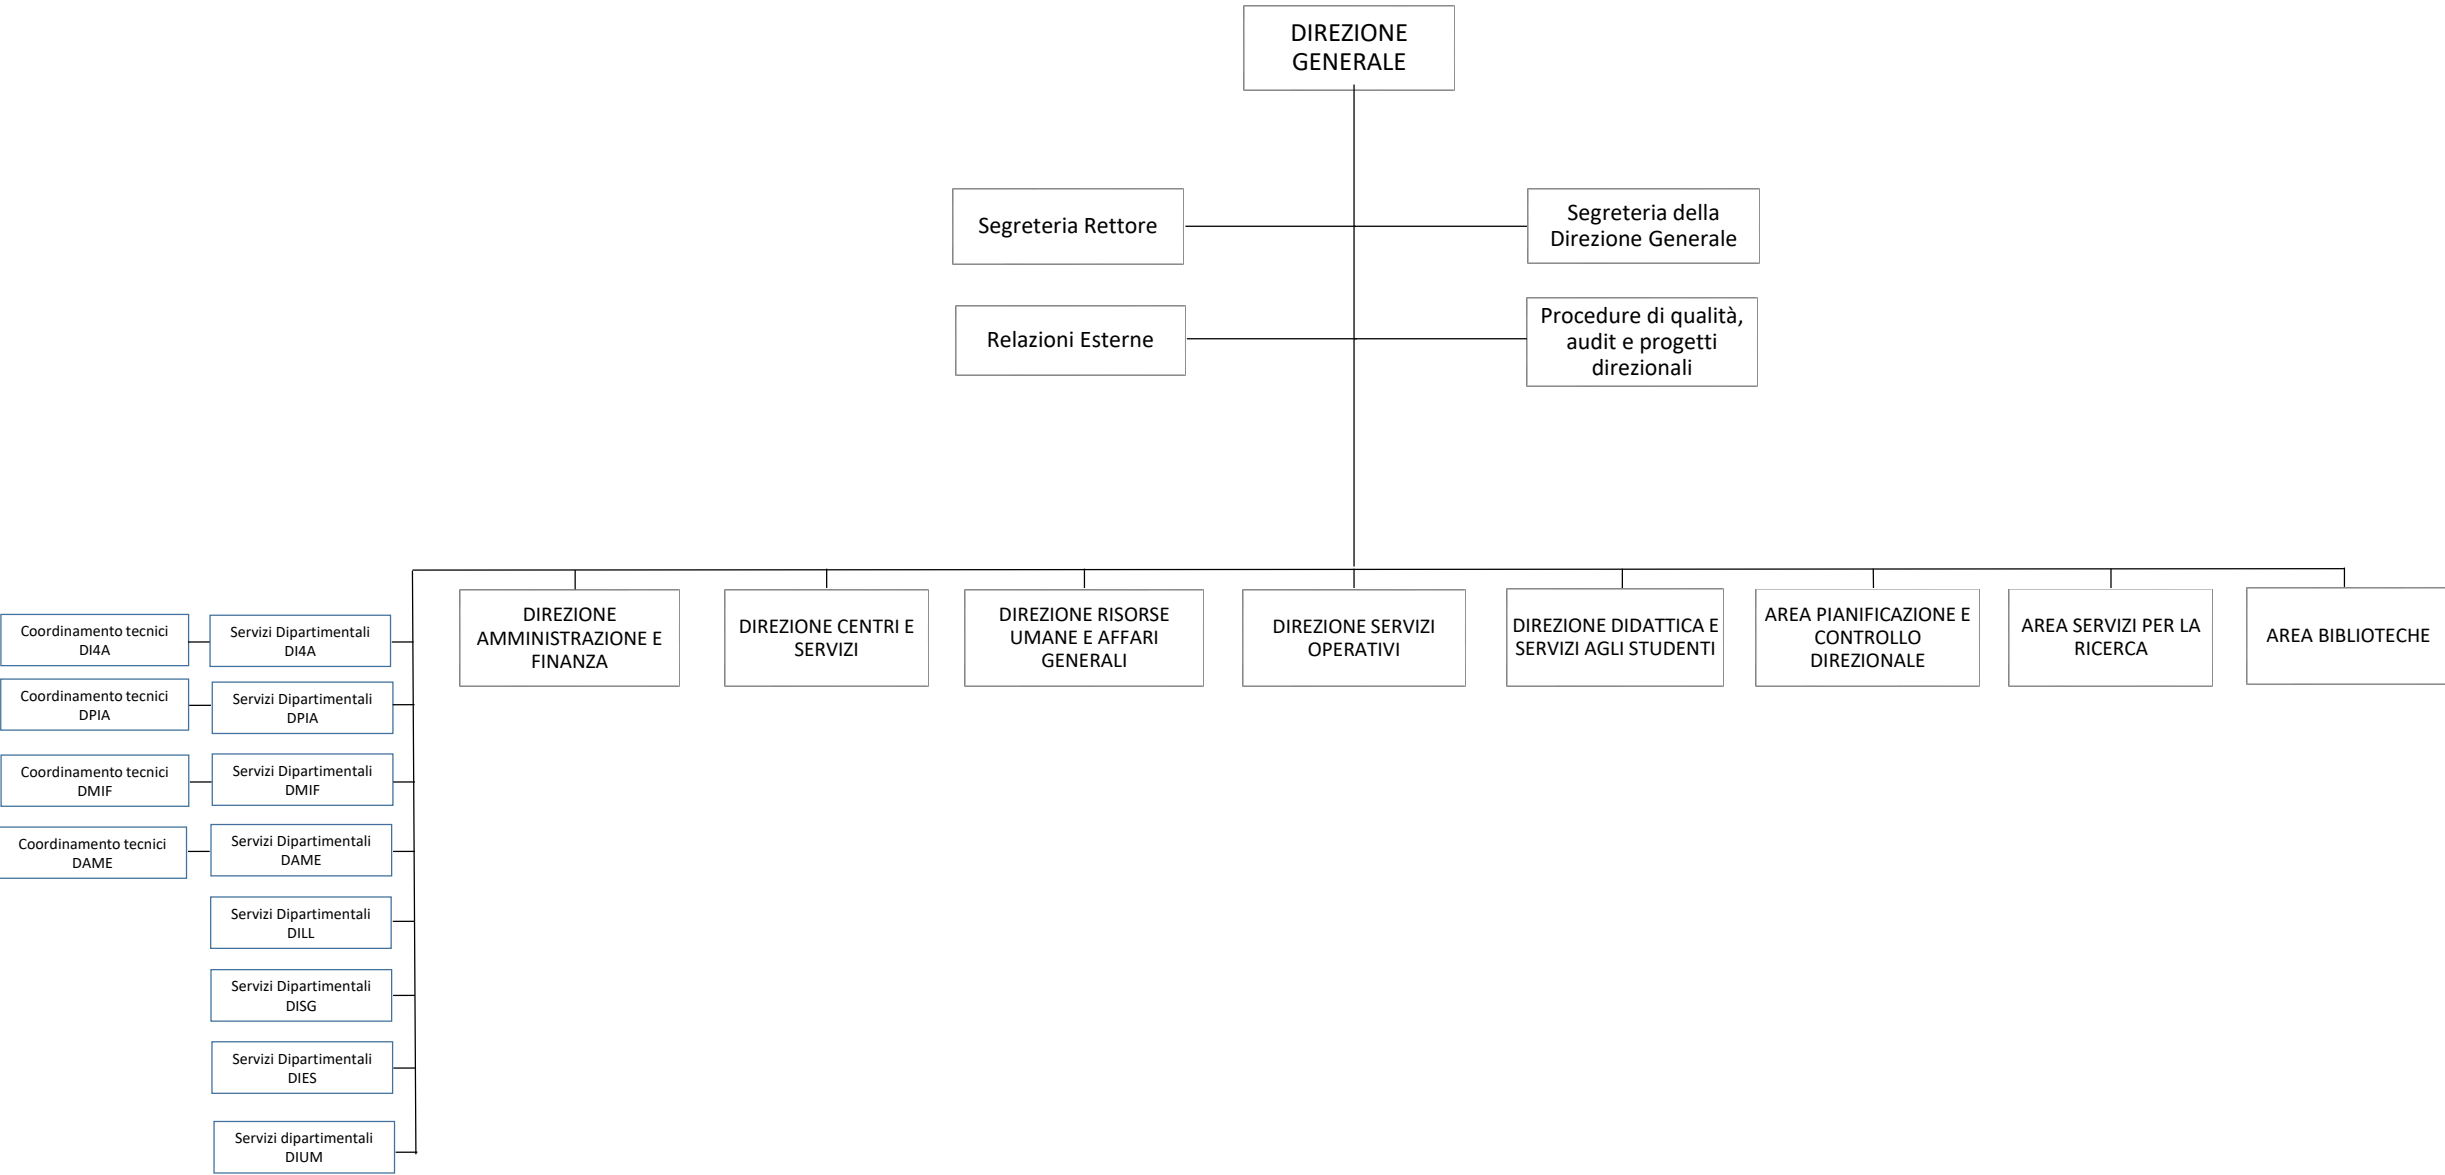 DIREZIONE
GENERALE
Segreteria Rettore
Segreteria della
Direzione Generale
Relazioni Esterne
Procedure di qualità,
audit e progetti
direzionali
DIREZIONE
AMMINISTRAZIONE E
FINANZA
DIREZIONE CENTRI E
SERVIZI
DIREZIONE RISORSE
UMANE E AFFARI
GENERALI
DIREZIONE SERVIZI
OPERATIVI
DIREZIONE DIDATTICA E
SERVIZI AGLI STUDENTI
AREA PIANIFICAZIONE E
CONTROLLO
DIREZIONALE
AREA SERVIZI PER LA
RICERCA
AREA BIBLIOTECHE
Coordinamento tecnici
DI4A
Servizi Dipartimentali
DI4A
Coordinamento tecnici
DPIA
Servizi Dipartimentali
DPIA
Coordinamento tecnici
DMIF
Servizi Dipartimentali
DMIF
Coordinamento tecnici
DAME
Servizi Dipartimentali
DAME
Servizi Dipartimentali
DILL
Servizi Dipartimentali
DISG
Servizi Dipartimentali
DIES
Servizi dipartimentali
DIUM